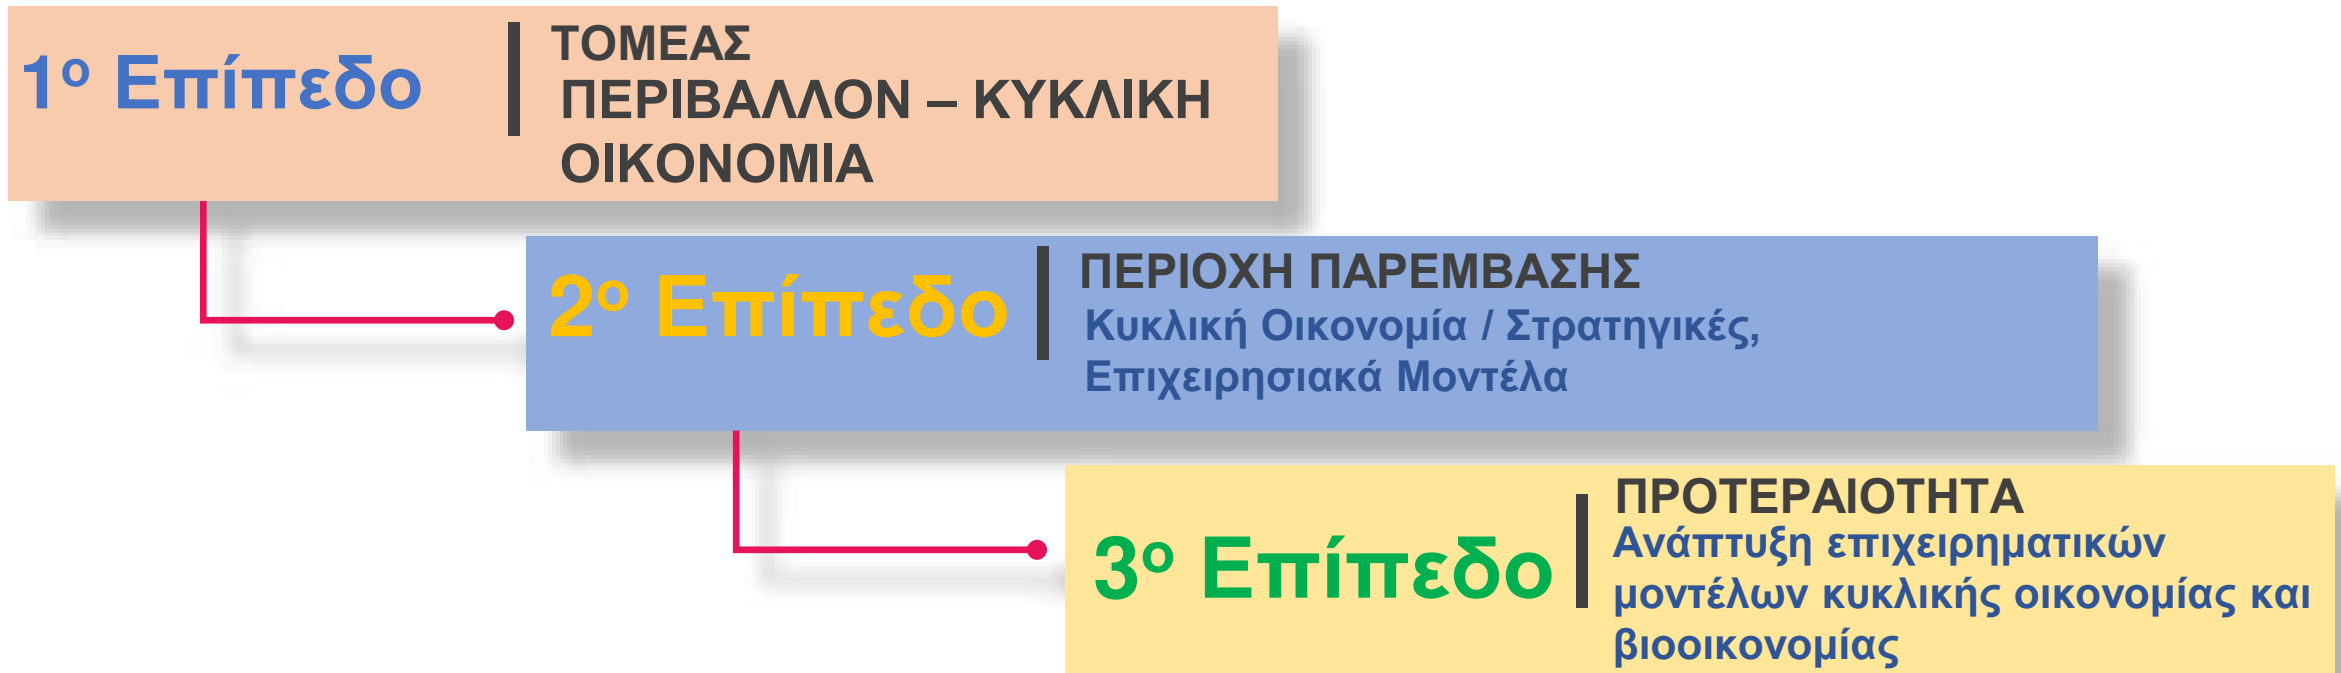 1ο Επίπεδο
ΤΟΜΕΑΣ
ΠΕΡΙΒΑΛΛΟΝ – ΚΥΚΛΙΚΗ
ΟΙΚΟΝΟΜΙΑ
2ο Επίπεδο
ΠΕΡΙΟΧΗ ΠΑΡΕΜΒΑΣΗΣ
Κυκλική Οικονομία / Στρατηγικές,
Επιχειρησιακά Μοντέλα
3ο Επίπεδο
ΠΡΟΤΕΡΑΙΟΤΗΤΑ
Ανάπτυξη επιχειρηματικών
μοντέλων κυκλικής οικονομίας και
βιοοικονομίας